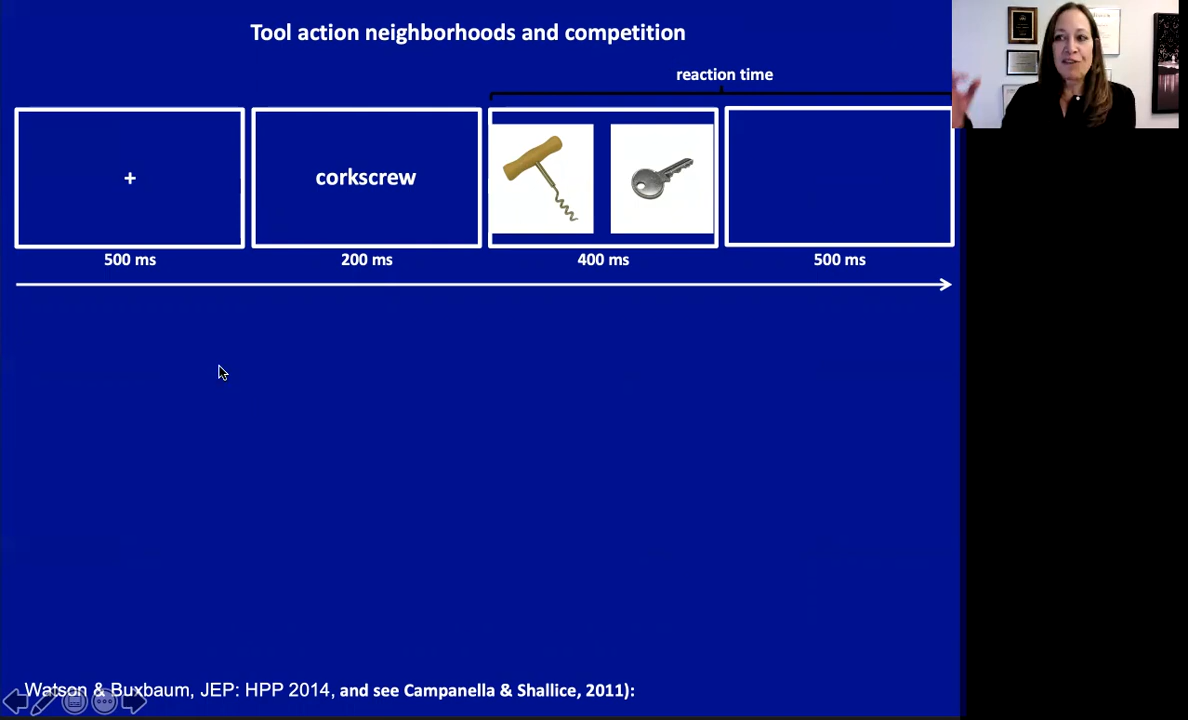 Tool action neighborhoods and competition
reaction time
+
corkscrew
500 ms
200 ms
400 ms
500 ms
Watson & Buxbaum, JEP: HPP 2014, and see Campanella & Shallice, 2011):